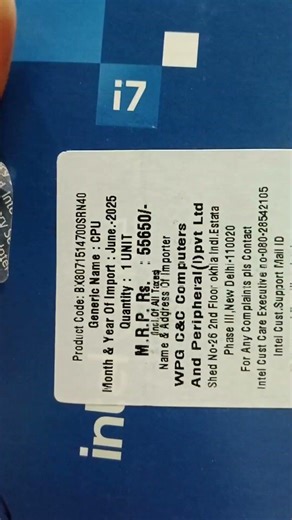 i7
Product Code: BX8071514700SRN40
Generic Name : CPU
Month & Year Of Import : June.-2025
Quantity : 1 UNIT
M.R.P. Rs. : 55650/-
(Incl.Of All Taxes)
Name & Address Of Importer
WPG C&C Computers
And Peripheral(I)pvt Ltd
Shed No-26 2nd Floor okhla Indl.Estata
Phase III,New Delhi-110020
For Any Complaints pls Contact
Intel Cust Care Executive no-080-28542105
Intel Cust.Support Mail ID